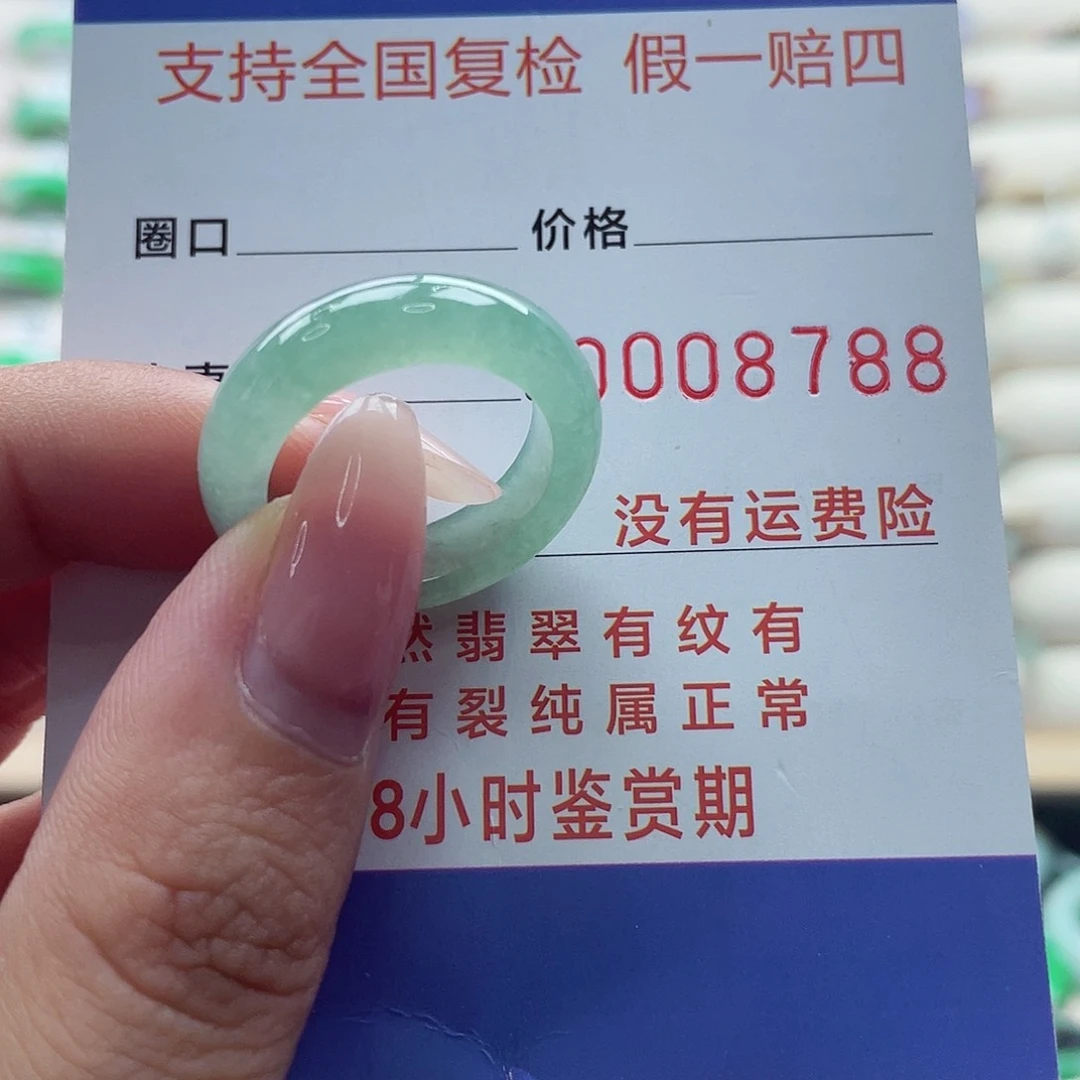 支持全国复检 假一赔四
圈口 价格
0008788
没有运费险
然翡翠有纹有
有裂纯属正常
8小时鉴赏期